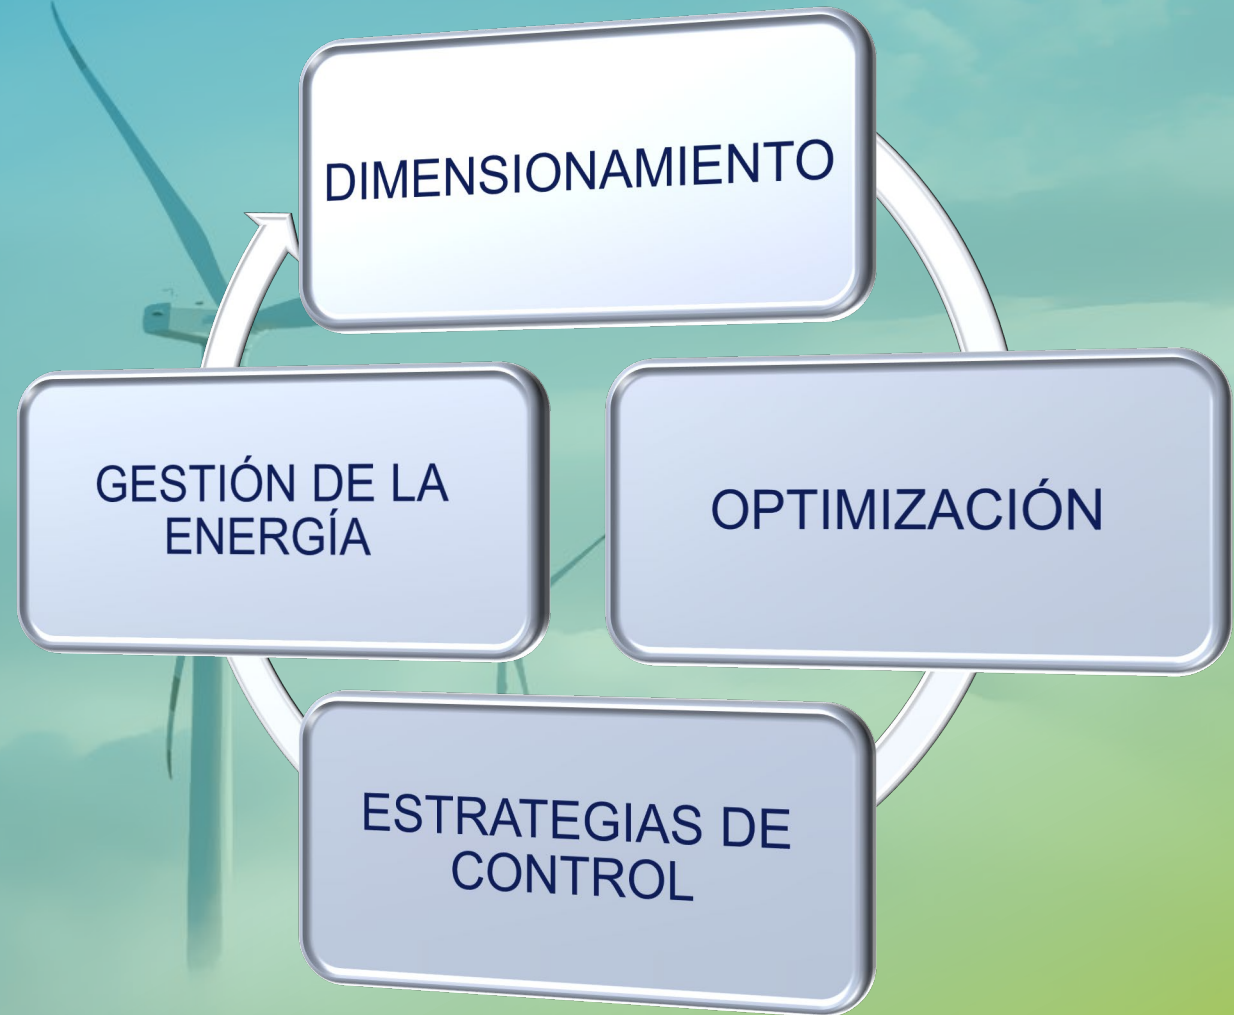 DIMENSIONAMIENTO
OPTIMIZACIÓN
ESTRATEGIAS DE
CONTROL
GESTIÓN DE LA
ENERGÍA